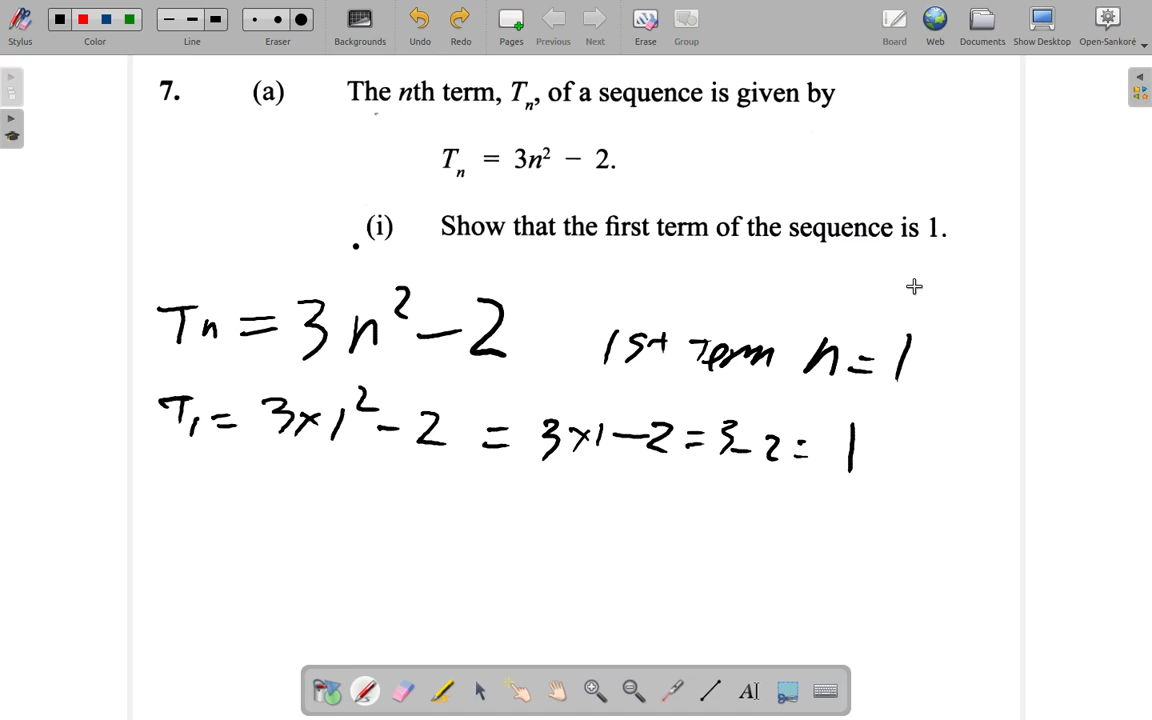 Stylus Color Line Eraser Backgrounds Undo Redo Pages Previous Next Erase Group Board Web Documents Show Desktop Open-Sankoré
7. (a) The nth term, Tn, of a sequence is given by
Tn = 3n² − 2.
(i) Show that the first term of the sequence is 1.
Tn = 3n² − 2 1st Term n = 1
T1 = 3×1² − 2 = 3×1 − 2 = 3 − 2 = 1